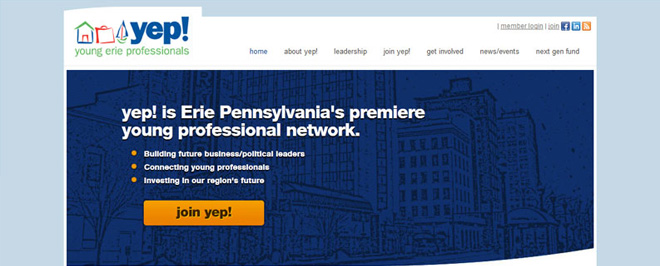 yep!
young erie professionals
| member login | join
home about yep! leadership join yep! get involved news/events next gen fund
yep! is Erie Pennsylvania's premiere
young professional network.
Building future business/political leaders
Connecting young professionals
Investing in our region's future
join yep!